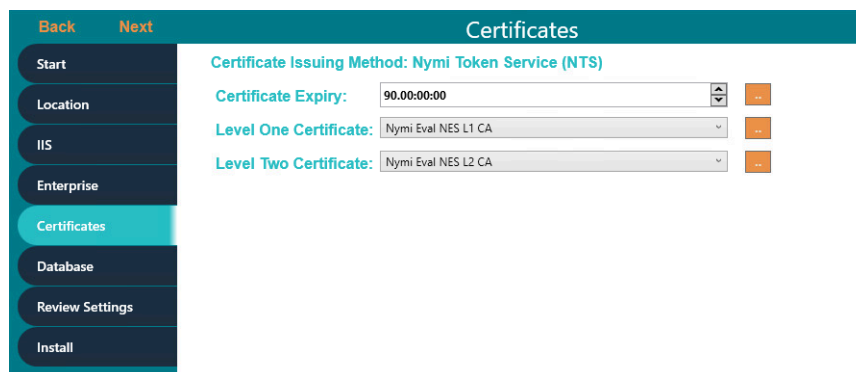 Back Next Certificates
Start
Certificate Issuing Method: Nymi Token Service (NTS)
Certificate Expiry: 90.00:00:00 ..
Location
Level One Certificate: Nymi Eval NES L1 CA ..
IIS
Level Two Certificate: Nymi Eval NES L2 CA ..
Enterprise
Certificates
Database
Review Settings
Install